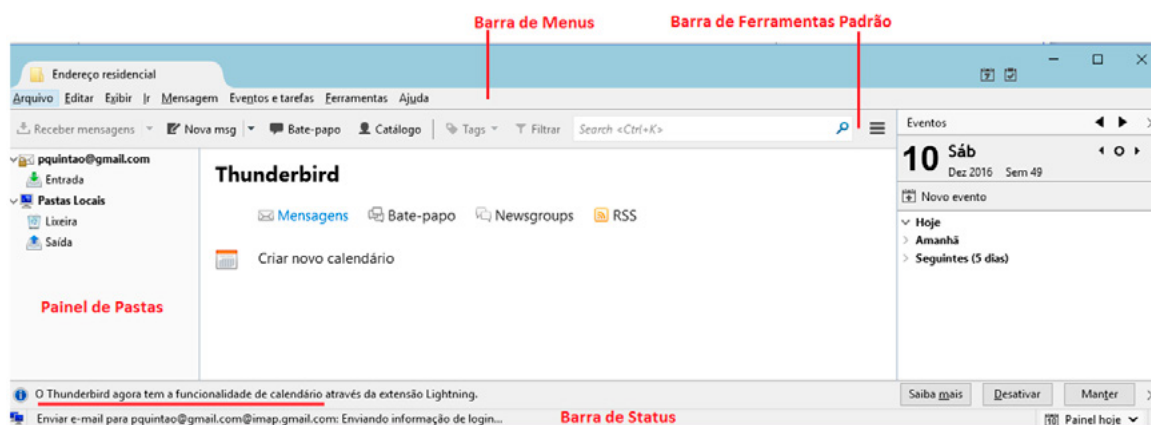 Barra de Menus
Barra de Ferramentas Padrão
Endereço residencial
Arquivo Editar Exibir Ir Mensagem Eventos e tarefas Ferramentas Ajuda
Receber mensagens Nova msg Bate-papo Catálogo Tags Filtrar Search <Ctrl+K>
Eventos
pquintao@gmail.com
Entrada
Pastas Locais
Lixeira
Saída
Painel de Pastas
Thunderbird
Mensagens Bate-papo Newsgroups RSS
Criar novo calendário
10 Sáb
Dez 2016 Sem 49
Novo evento
Hoje
Amanhã
Seguintes (5 dias)
O Thunderbird agora tem a funcionalidade de calendário através da extensão Lightning.
Saiba mais Desativar Manter
Enviar e-mail para pquintao@gmail.com@imap.gmail.com: Enviando informação de login...
Barra de Status
Painel hoje